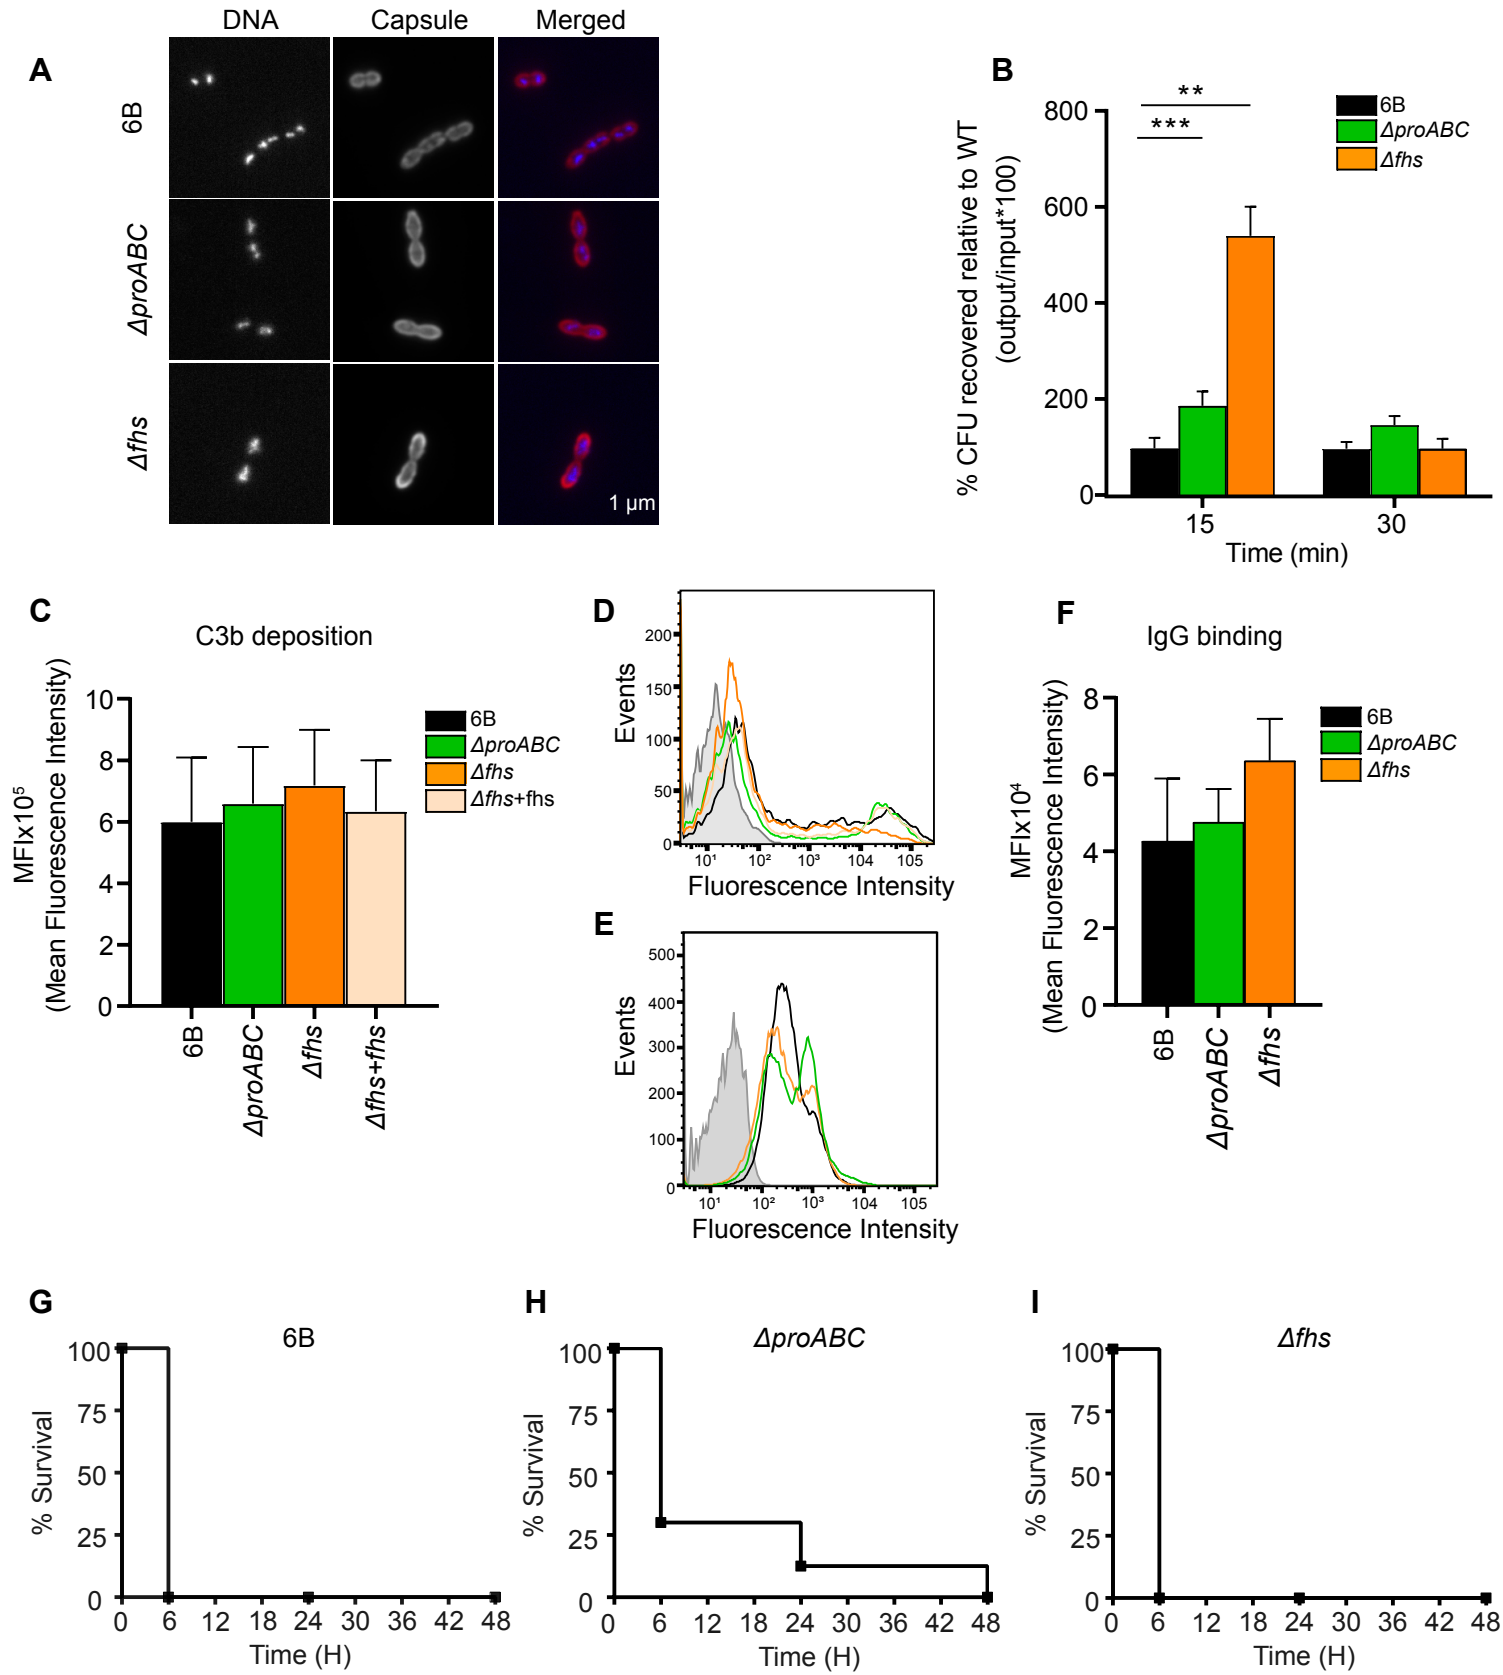 DNA Capsule Merged
A
6B
ΔproABC
Δfhs
1 µm
B
% CFU recovered relative to WT
(output/input*100)
800
600
400
200
0
**
***
6B
ΔproABC
Δfhs
15 30
Time (min)
C
C3b deposition
MFIx10⁵
(Mean Fluorescence Intensity)
10
8
6
4
2
0
6B
ΔproABC
Δfhs
Δfhs+fhs
6B
ΔproABC
Δfhs
Δfhs+fhs
D
Events
200
150
100
50
0
10¹ 10² 10³ 104 105
Fluorescence Intensity
E
Events
500
400
300
200
100
0
10¹ 10² 10³ 104 105
Fluorescence Intensity
F
IgG binding
MFIx10⁴
(Mean Fluorescence Intensity)
8
6
4
2
0
6B
ΔproABC
Δfhs
6B
ΔproABC
Δfhs
G
6B
% Survival
100
75
50
25
0
0 6 12 18 24 30 36 42 48
Time (H)
H
ΔproABC
% Survival
100
75
50
25
0
0 6 12 18 24 30 36 42 48
Time (H)
I
Δfhs
% Survival
100
75
50
25
0
0 6 12 18 24 30 36 42 48
Time (H)